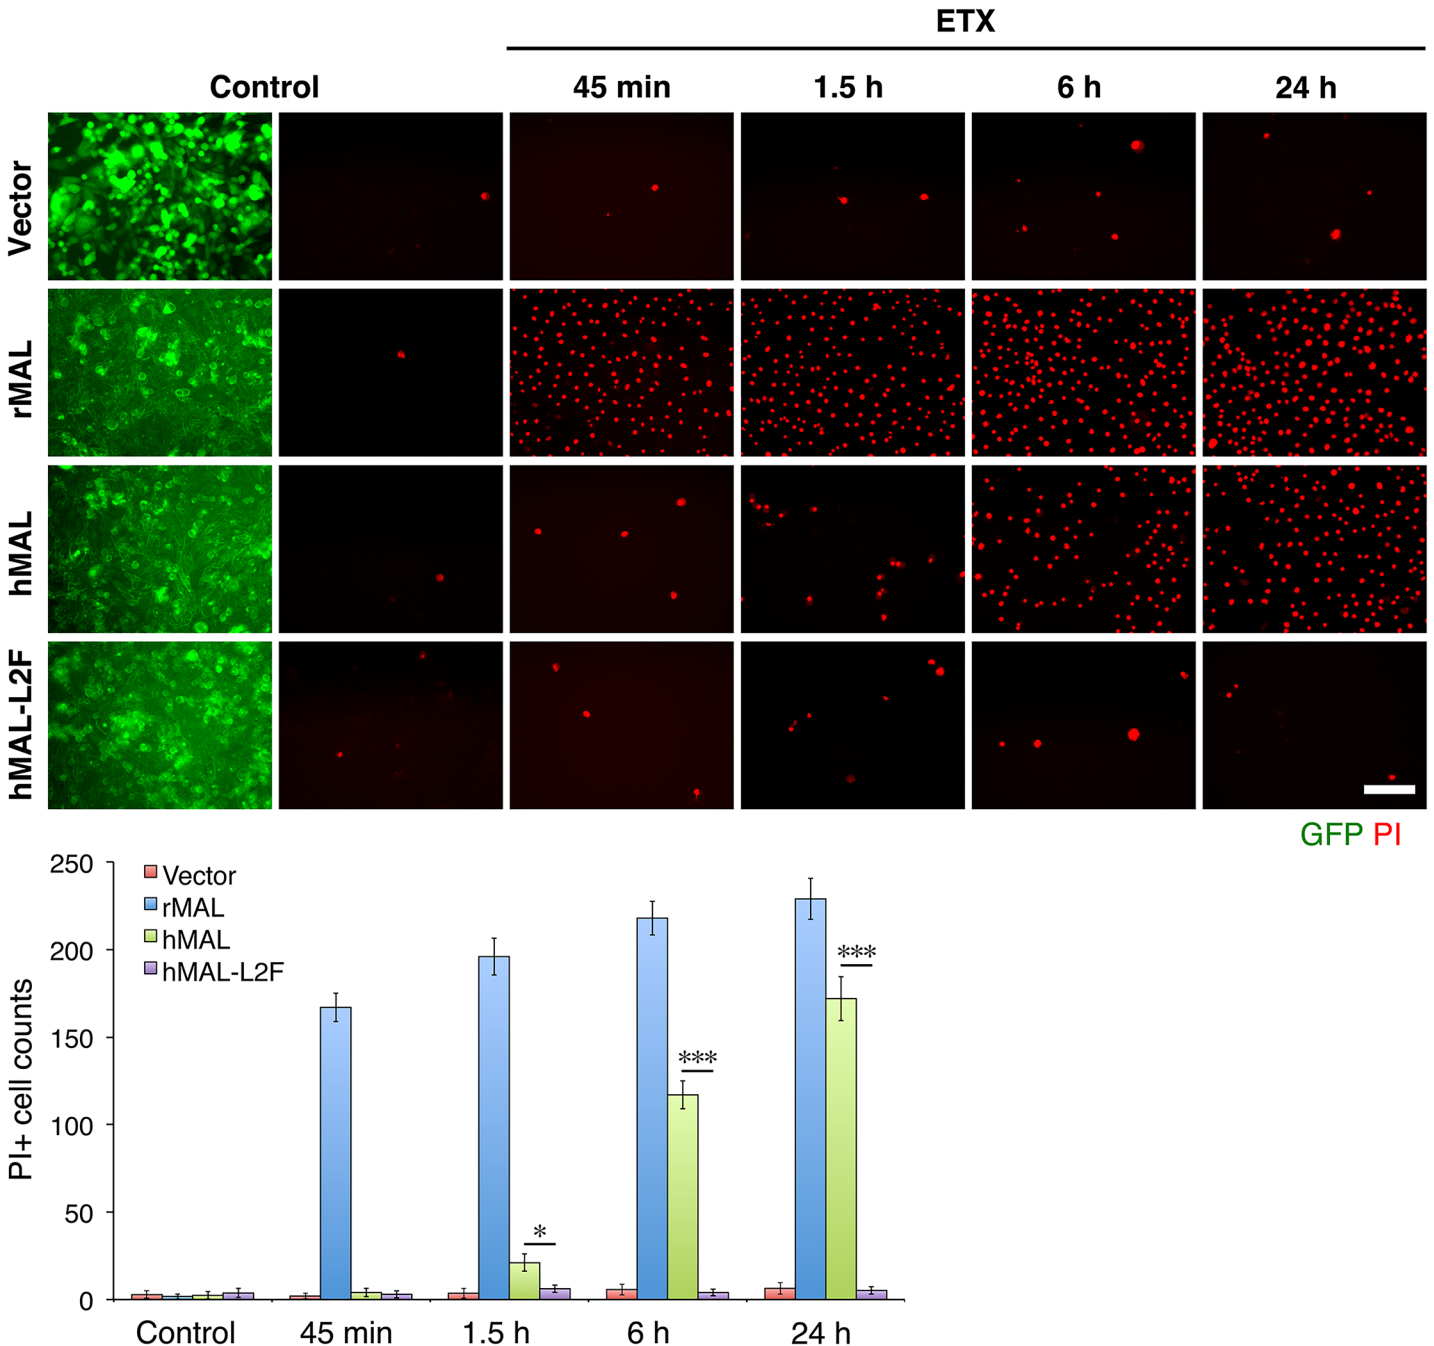 ETX
Control 45 min 1.5 h 6 h 24 h
Vector
rMAL
hMAL
hMAL-L2F
GFP PI
PI+ cell counts
250
200
150
100
50
0
Vector
rMAL
hMAL
hMAL-L2F
*
***
***
Control 45 min 1.5 h 6 h 24 h